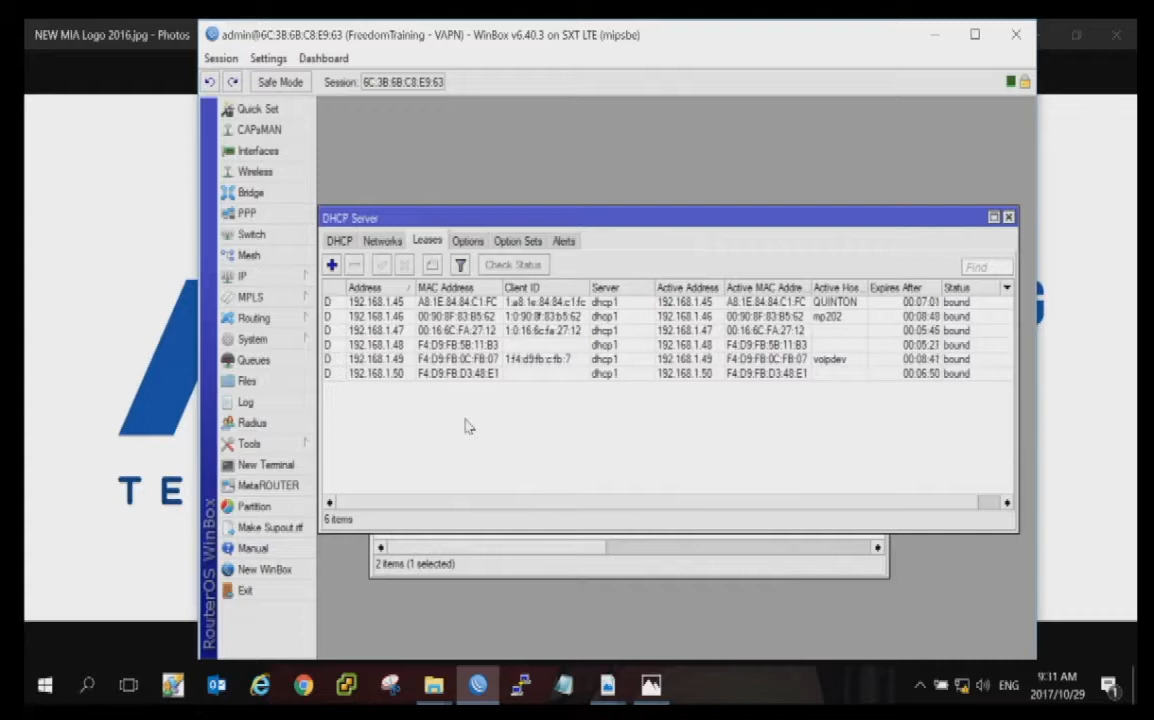 NEW MIA Logo 2016.jpg - Photos
admin@6C:3B:6B:C8:E9:63 (FreedomTraining - VAPN) - WinBox v6.40.3 on SXT LTE (mipsbe)
Session Settings Dashboard
Safe Mode Session: 6C:3B:6B:C8:E9:63
Quick Set
CAPsMAN
Interfaces
Wireless
Bridge
PPP
Switch
Mesh
IP
MPLS
Routing
System
Queues
Files
Log
Radius
Tools
New Terminal
MetaROUTER
Partition
Make Supout.rif
Manual
New WinBox
Exit
RouterOS WinBox
DHCP Server
DHCP Networks Leases Options Option Sets Alerts
Check Status Find
Address MAC Address Client ID Server Active Address Active MAC Addre... Active Hos... Expires After Status
D 192.168.1.45 A8:1E:84:84:C1:FC 1:a8:1e:84:84:c1:fc dhcp1 192.168.1.45 A8:1E:84:84:C1:FC QUINTON 00:07:01 bound
D 192.168.1.46 00:90:8F:83:B5:62 1:0:90:8f:83:b5:62 dhcp1 192.168.1.46 00:90:8F:83:B5:62 mp202 00:08:48 bound
D 192.168.1.47 00:16:6C:FA:27:12 1:0:16:6c:fa:27:12 dhcp1 192.168.1.47 00:16:6C:FA:27:12 00:05:45 bound
D 192.168.1.48 F4:D9:FB:5B:11:B3 dhcp1 192.168.1.48 F4:D9:FB:5B:11:B3 00:05:21 bound
D 192.168.1.49 F4:D9:FB:0C:FB:07 1:f4:d9:fb:c:fb:7 dhcp1 192.168.1.49 F4:D9:FB:0C:FB:07 voipdev 00:08:41 bound
D 192.168.1.50 F4:D9:FB:D3:48:E1 dhcp1 192.168.1.50 F4:D9:FB:D3:48:E1 00:06:50 bound
6 items
2 items (1 selected)
T E
G
ENG
9:31 AM
2017/10/29
1